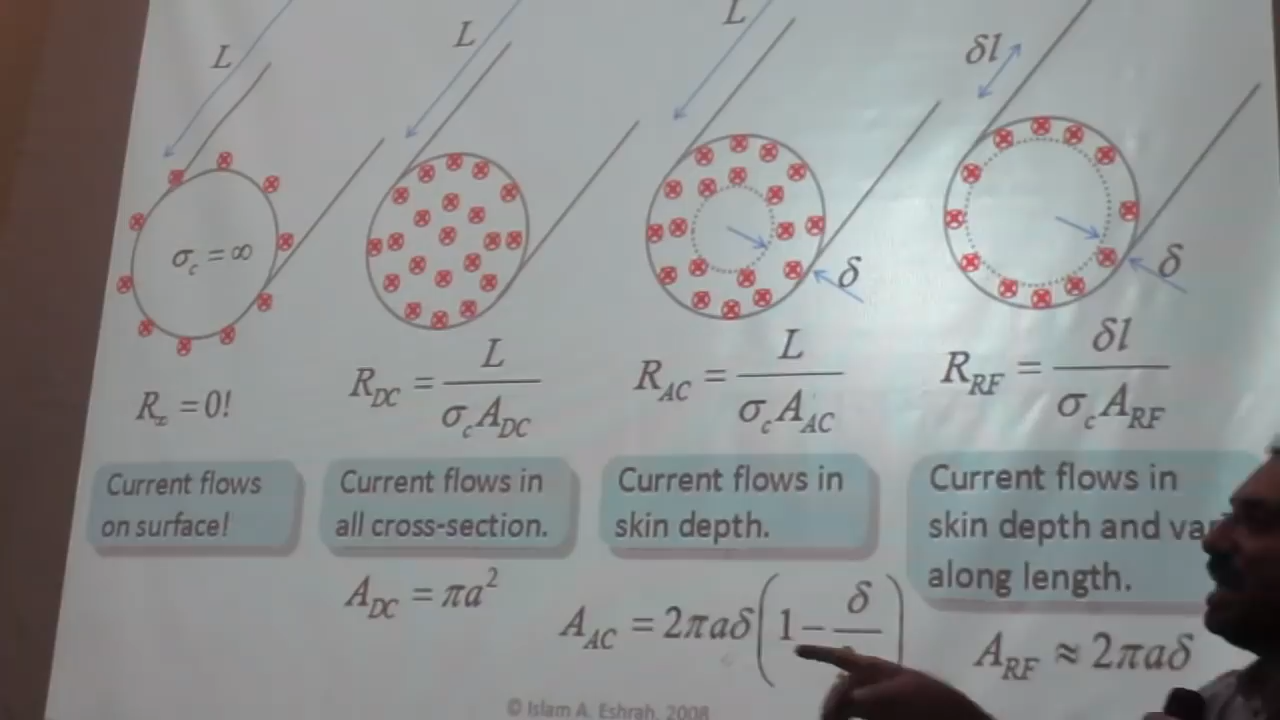 L
L
L
δl
σ_c = ∞
δ
δ
R_z = 0!
R_DC = L / σ_c A_DC
R_AC = L / σ_c A_AC
R_RF = δl / σ_c A_RF
Current flows
on surface!
Current flows in
all cross-section.
Current flows in
skin depth.
Current flows in
skin depth and
along length.
A_DC = πa²
A_AC = 2πaδ(1 − δ / )
A_RF ≈ 2πaδ
© Islam A. Eshrah, 2008